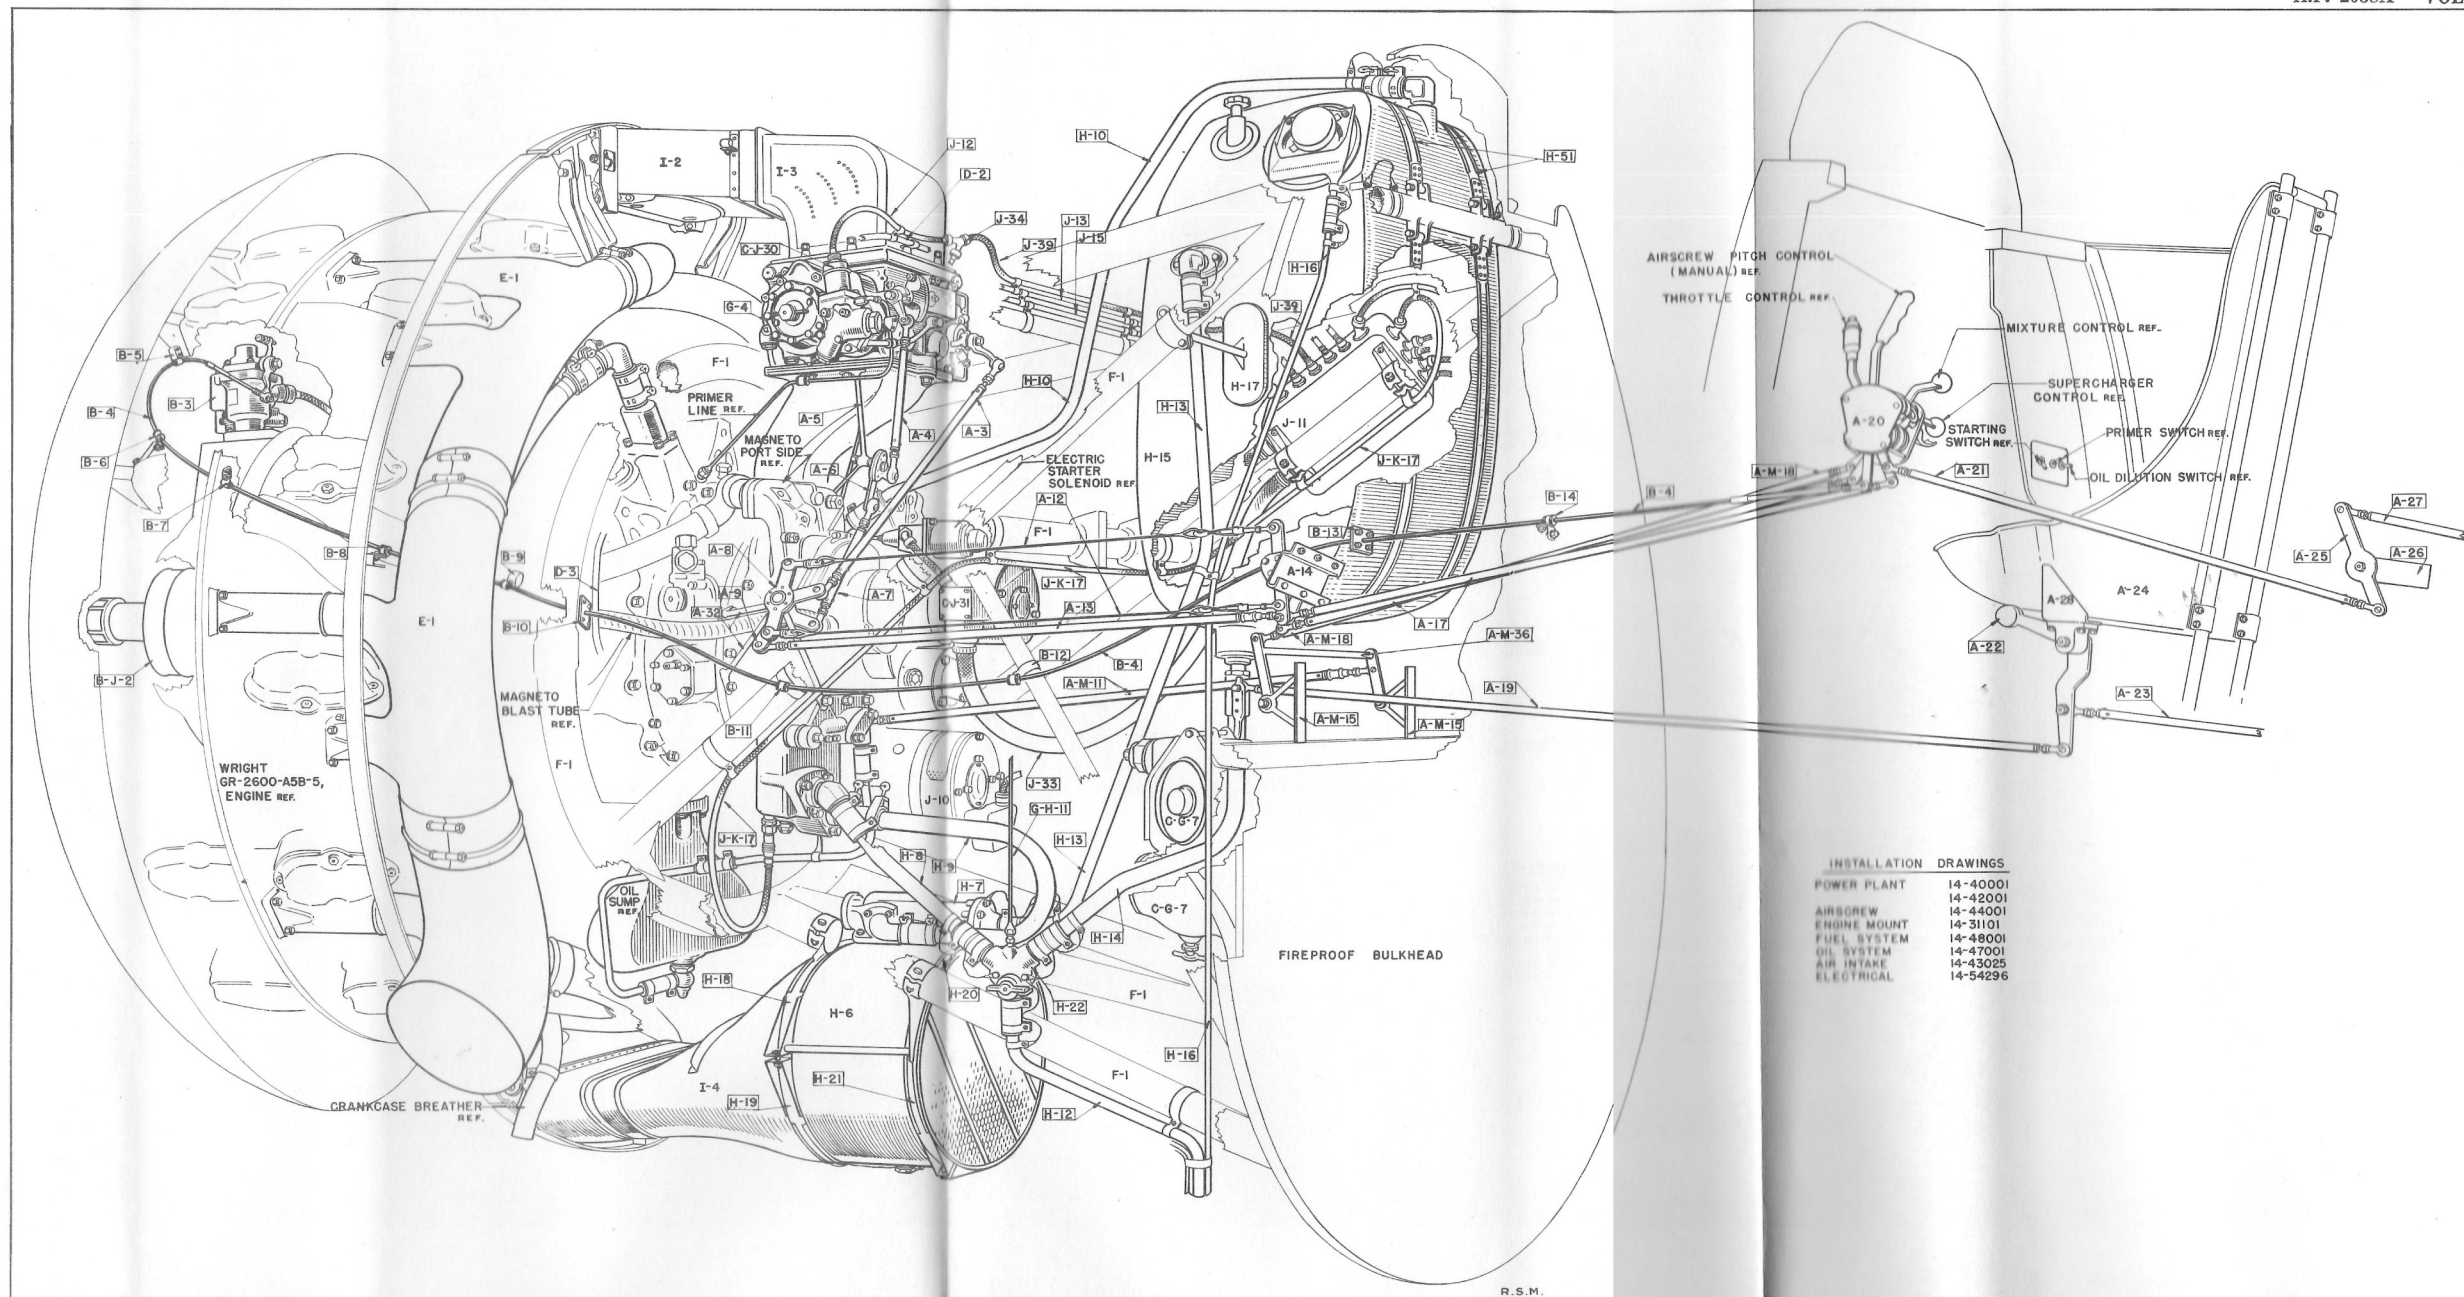 I-2
I-3
J-12
D-2
J-34
J-13
J-39
J-15
C-J-30
H-10
H-51
H-16
J-39
E-1
G-4
F-1
F-1
H-17
H-10
H-13
B-5
B-3
B-4
B-6
B-7
B-8
B-9
PRIMER
LINE REF.
A-5
A-4
A-3
MAGNETO
PORT SIDE
REF.
A-6
ELECTRIC
STARTER
SOLENOID REF.
A-12
H-15
J-11
J-K-17
B-14
B-4
B-13
F-1
A-14
D-3
A-8
A-9
A-32
A-7
J-K-17
CJ-31
A-13
B-10
E-1
B-J-2
A-17
A-M-18
A-M-36
B-12
B-4
A-M-11
A-19
MAGNETO
BLAST TUBE
REF.
B-11
A-M-15
A-M-15
F-1
WRIGHT
GR-2600-A5B-5,
ENGINE REF.
J-10
J-33
G-H-11
C-G-7
J-K-17
H-8
H-9
H-13
H-7
OIL
SUMP
REF.
C-G-7
H-14
FIREPROOF BULKHEAD
H-18
H-20
H-22
F-1
H-6
H-16
F-1
I-4
H-21
H-19
H-12
CRANKCASE BREATHER
REF.
AIRSCREW PITCH CONTROL
(MANUAL) REF.
THROTTLE CONTROL REF.
MIXTURE CONTROL REF.
SUPERCHARGER
CONTROL REF.
A-20
STARTING
SWITCH REF.
PRIMER SWITCH REF.
OIL DILUTION SWITCH REF.
A-M-18
A-21
A-27
A-25
A-26
A-28
A-24
A-22
A-23
INSTALLATION DRAWINGS
POWER PLANT 14-40001
14-42001
AIRSCREW 14-44001
ENGINE MOUNT 14-31101
FUEL SYSTEM 14-48001
OIL SYSTEM 14-47001
AIR INTAKE 14-43025
ELECTRICAL 14-54296
R.S.M.